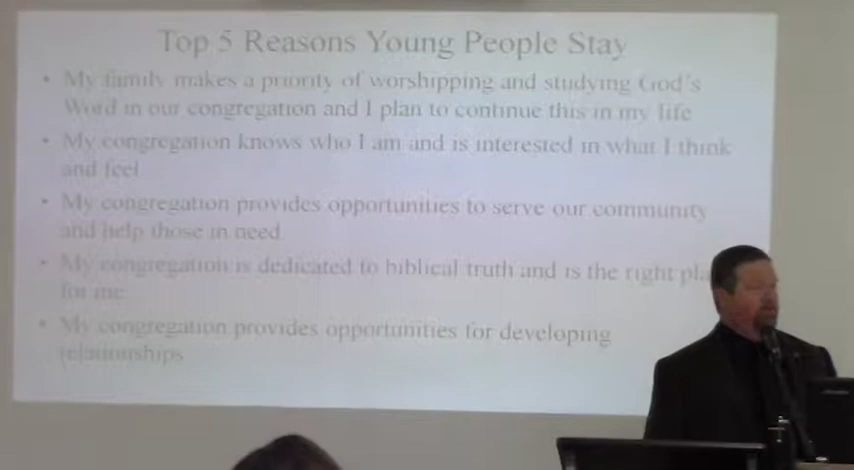 Top 5 Reasons Young People Stay
• My family makes a priority of worshipping and studying God's
Word in our congregation and I plan to continue this in my life
• My congregation knows who I am and is interested in what I think
and feel
• My congregation provides opportunities to serve our community
and help those in need
• My congregation is dedicated to biblical truth and is the right
for me
• My congregation provides opportunities for developing
relationships